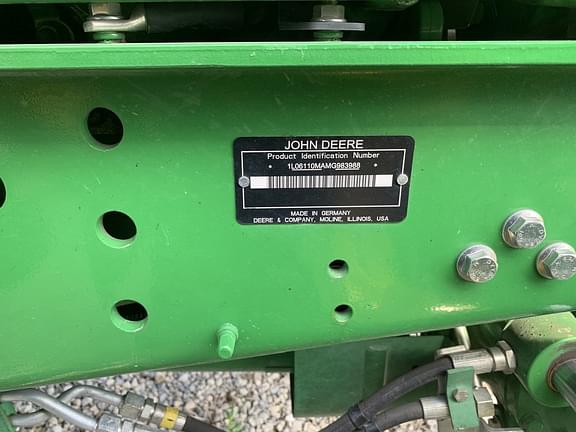 JOHN DEERE
Product Identification Number
* 1L06110MAMG983988 *
MADE IN GERMANY
DEERE & COMPANY, MOLINE, ILLINOIS, USA